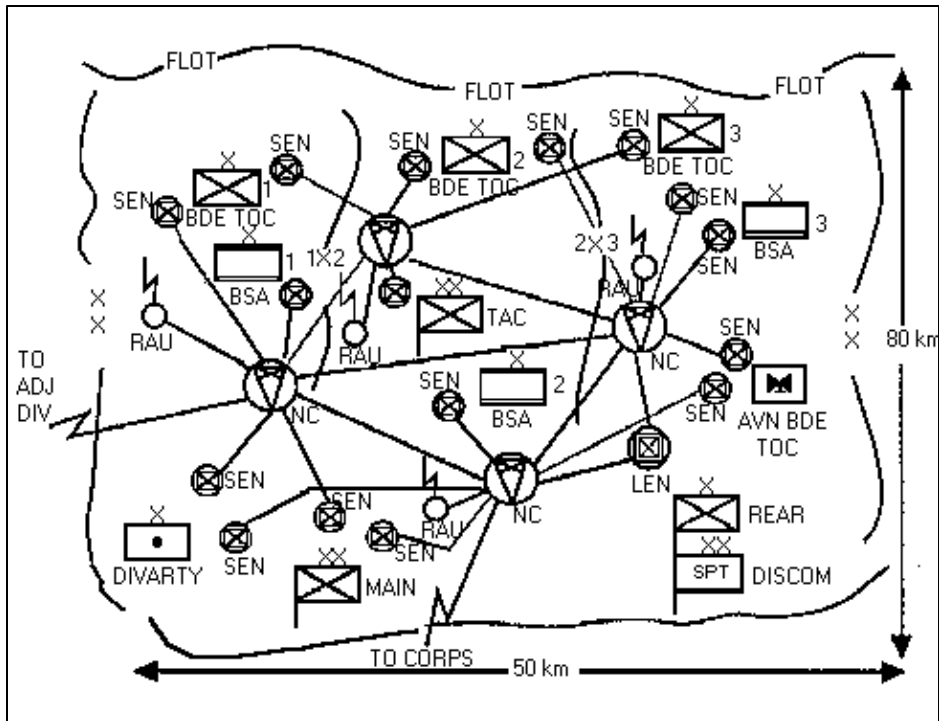 FLOT
FLOT
FLOT
X
SEN
SEN
X
2
BDE TOC
SEN
SEN
X
3
BDE TOC
X
1
BDE TOC
SEN
SEN
X
3
BSA
SEN
X
1
BSA
1X2
2X3
RAU
XX
TAC
X
X
X
X
80 km
RAU
RAU
NC
SEN
TO
ADJ
DIV
NC
SEN
X
2
BSA
SEN
AVN BDE
TOC
SEN
SEN
RAU
NC
LEN
X
REAR
X
DIVARTY
SEN
SEN
XX
MAIN
XX
SPT
DISCOM
TO CORPS
50 km